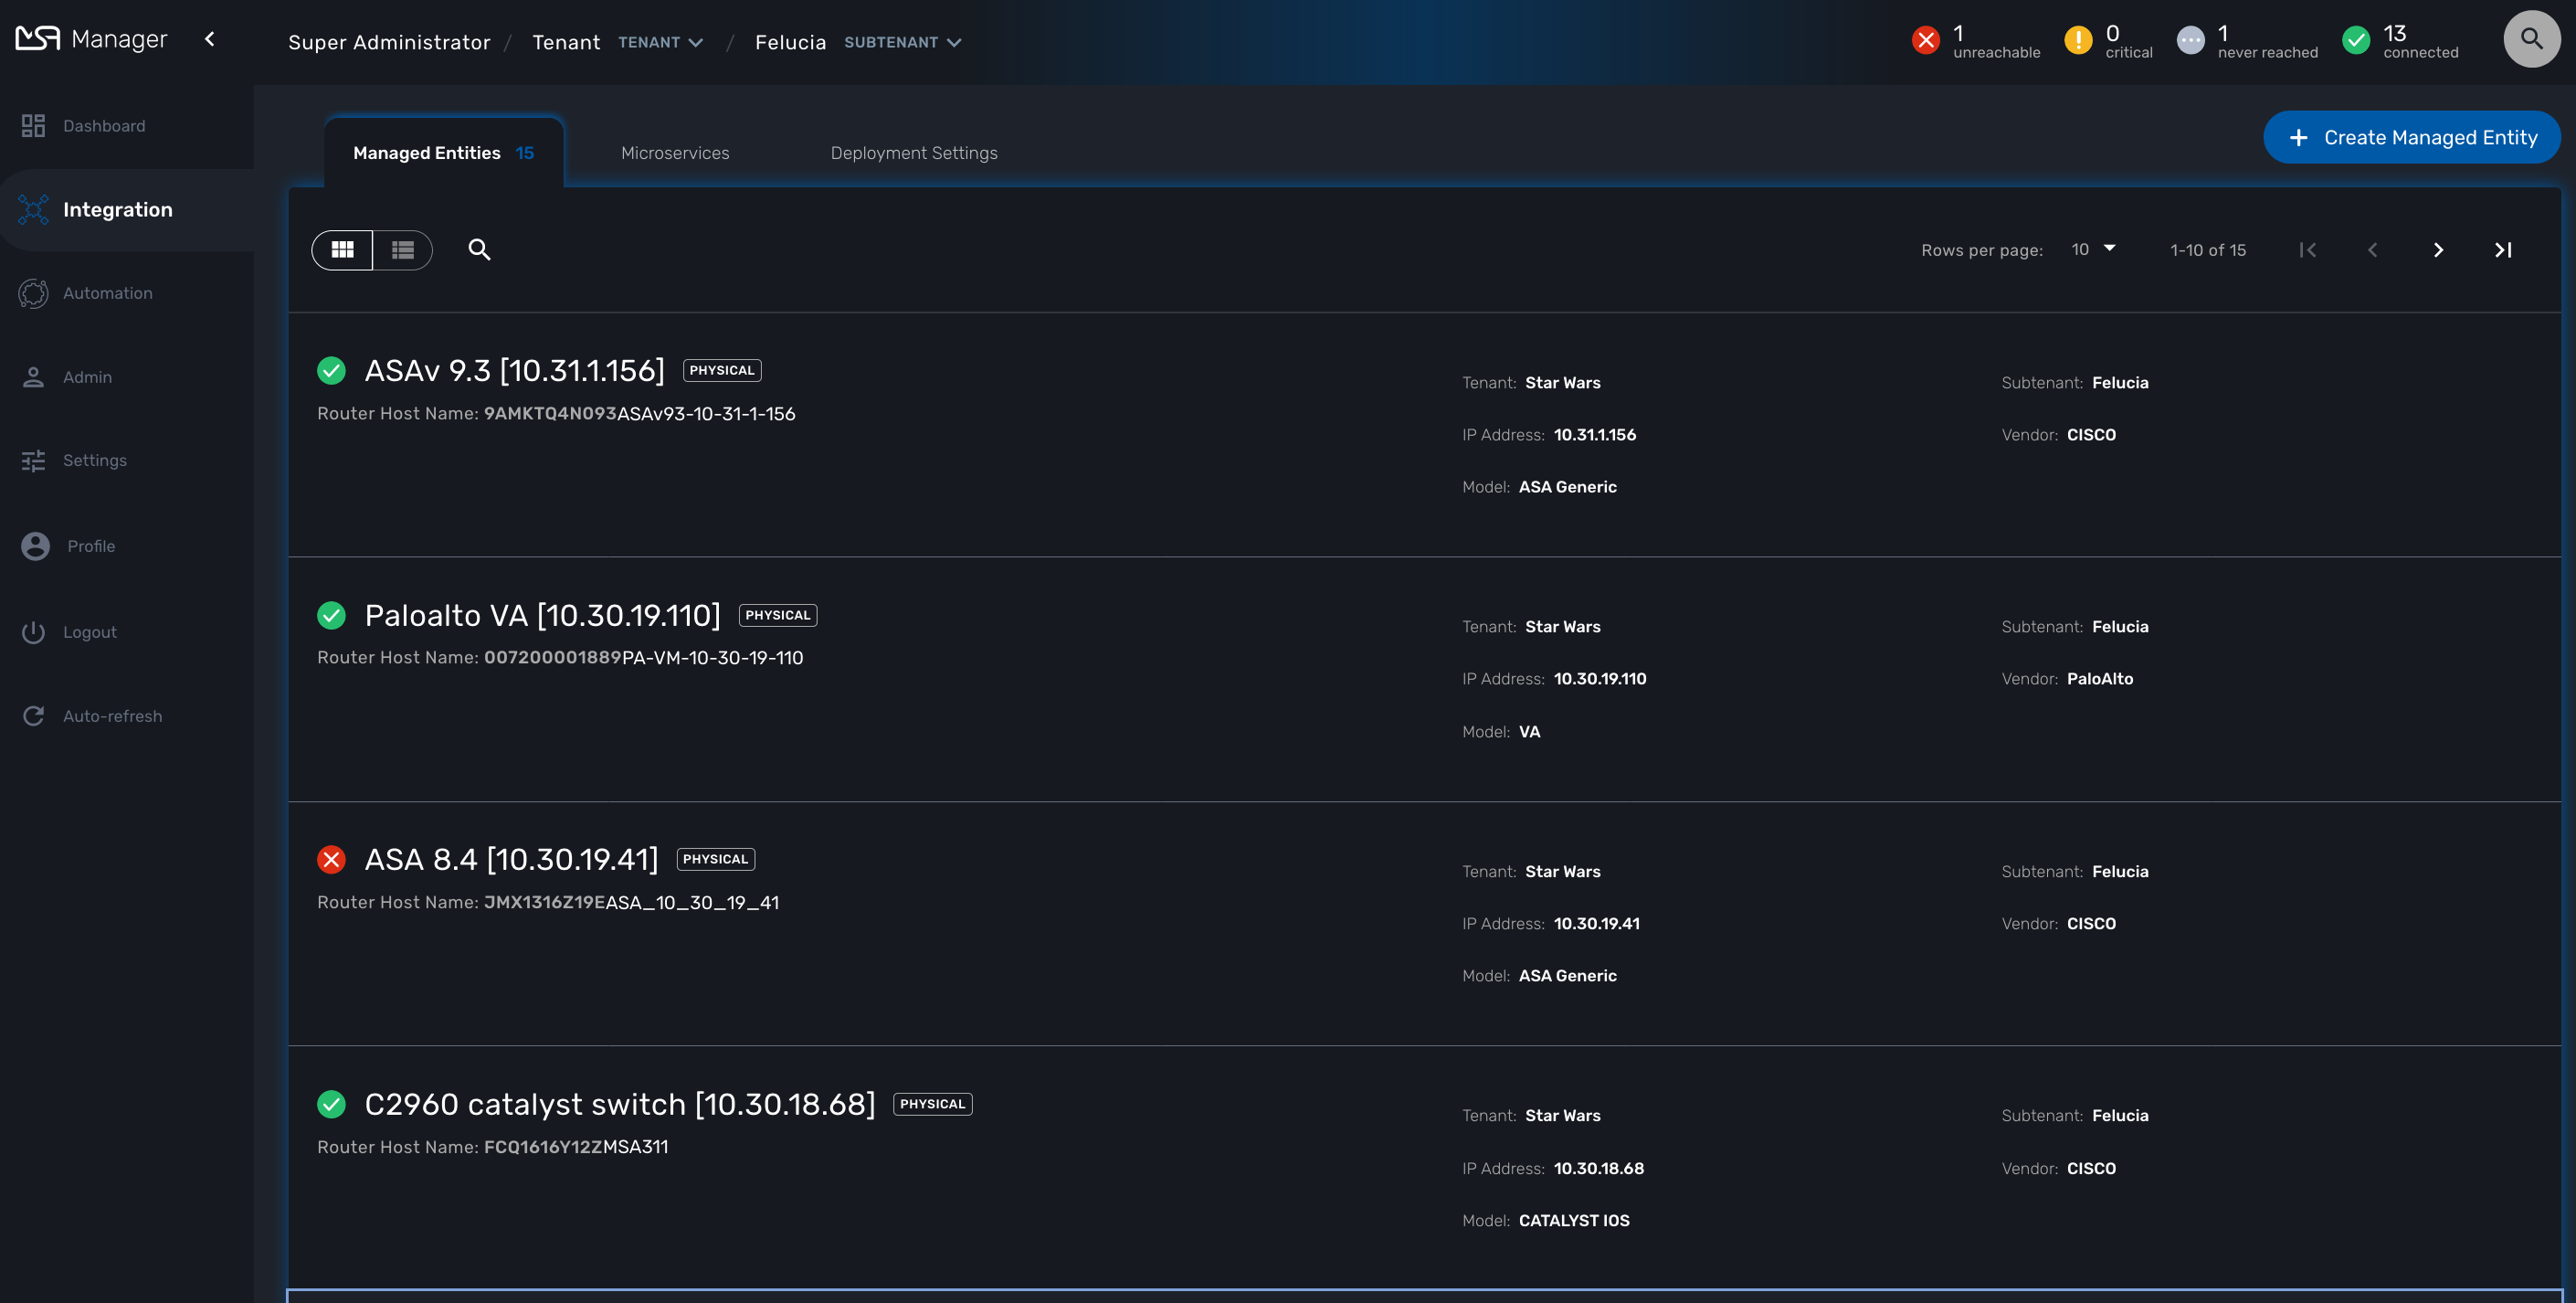 MSA Manager
Super Administrator / Tenant TENANT / Felucia SUBTENANT
1 unreachable
0 critical
1 never reached
13 connected
Dashboard
Integration
Automation
Admin
Settings
Profile
Logout
Auto-refresh
Managed Entities 15
Microservices
Deployment Settings
+ Create Managed Entity
Rows per page: 10
1-10 of 15
ASAv 9.3 [10.31.1.156] PHYSICAL
Router Host Name: 9AMKTQ4N093ASAv93-10-31-1-156
Tenant: Star Wars
Subtenant: Felucia
IP Address: 10.31.1.156
Vendor: CISCO
Model: ASA Generic
Paloalto VA [10.30.19.110] PHYSICAL
Router Host Name: 007200001889PA-VM-10-30-19-110
Tenant: Star Wars
Subtenant: Felucia
IP Address: 10.30.19.110
Vendor: PaloAlto
Model: VA
ASA 8.4 [10.30.19.41] PHYSICAL
Router Host Name: JMX1316Z19EASA_10_30_19_41
Tenant: Star Wars
Subtenant: Felucia
IP Address: 10.30.19.41
Vendor: CISCO
Model: ASA Generic
C2960 catalyst switch [10.30.18.68] PHYSICAL
Router Host Name: FCQ1616Y12ZMSA311
Tenant: Star Wars
Subtenant: Felucia
IP Address: 10.30.18.68
Vendor: CISCO
Model: CATALYST IOS